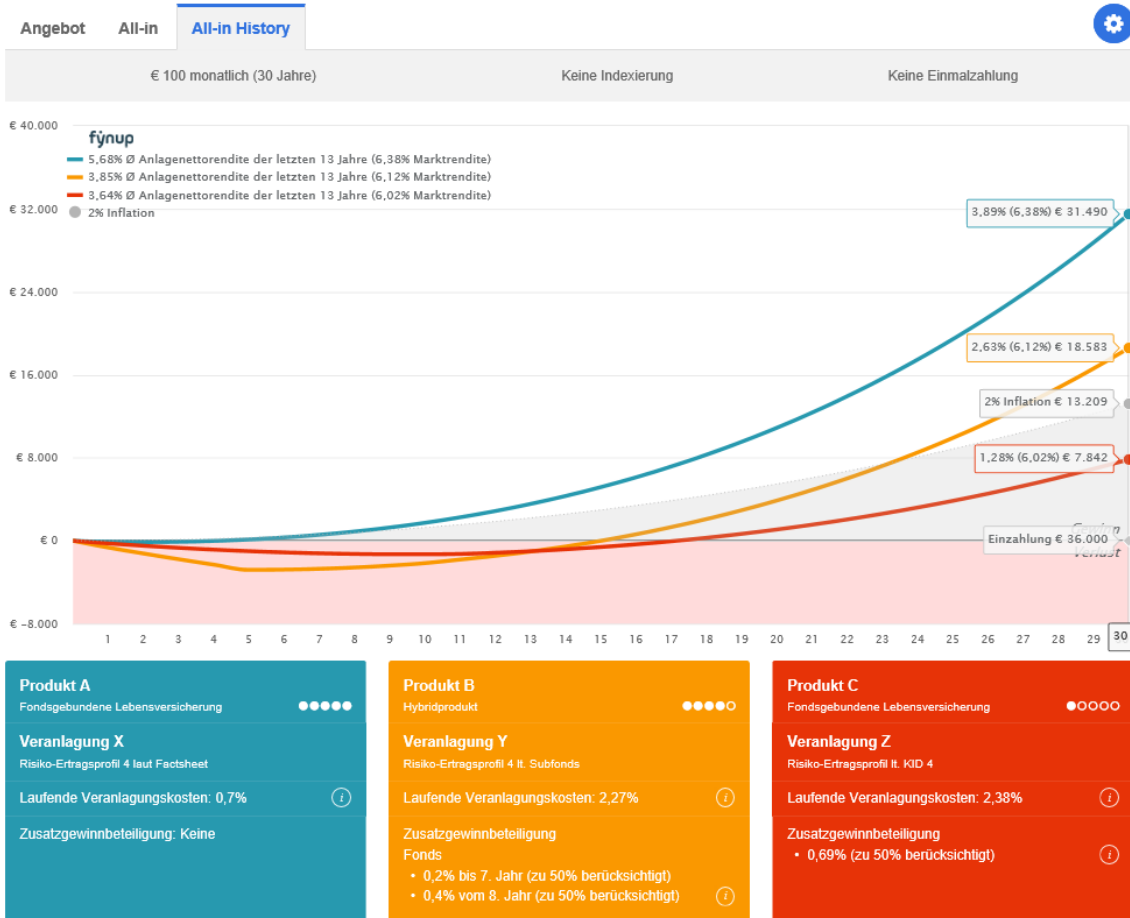 Angebot All-in All-in History
€ 100 monatlich (30 Jahre) Keine Indexierung Keine Einmalzahlung
€ 40.000
fynup
5,68% Ø Anlagenettorendite der letzten 13 Jahre (6,38% Marktrendite)
3,85% Ø Anlagenettorendite der letzten 13 Jahre (6,12% Marktrendite)
3,64% Ø Anlagenettorendite der letzten 13 Jahre (6,02% Marktrendite)
€ 32.000
2% Inflation
3,89% (6,38%) € 31.490
€ 24.000
2,63% (6,12%) € 18.583
€ 16.000
2% Inflation € 13.209
€ 8.000
1,28% (6,02%) € 7.842
Gewinn
€ 0
Einzahlung € 36.000
Verlust
€ -8.000
1 2 3 4 5 6 7 8 9 10 11 12 13 14 15 16 17 18 19 20 21 22 23 24 25 26 27 28 29 30
Produkt A
Fondsgebundene Lebensversicherung
Veranlagung X
Risiko-Ertragsprofil 4 laut Factsheet
Laufende Veranlagungskosten: 0,7%
Zusatzgewinnbeteiligung: Keine
Produkt B
Hybridprodukt
Veranlagung Y
Risiko-Ertragsprofil 4 lt. Subfonds
Laufende Veranlagungskosten: 2,27%
Zusatzgewinnbeteiligung
Fonds
• 0,2% bis 7. Jahr (zu 50% berücksichtigt)
• 0,4% vom 8. Jahr (zu 50% berücksichtigt)
Produkt C
Fondsgebundene Lebensversicherung
Veranlagung Z
Risiko-Ertragsprofil lt. KID 4
Laufende Veranlagungskosten: 2,38%
Zusatzgewinnbeteiligung
• 0,69% (zu 50% berücksichtigt)